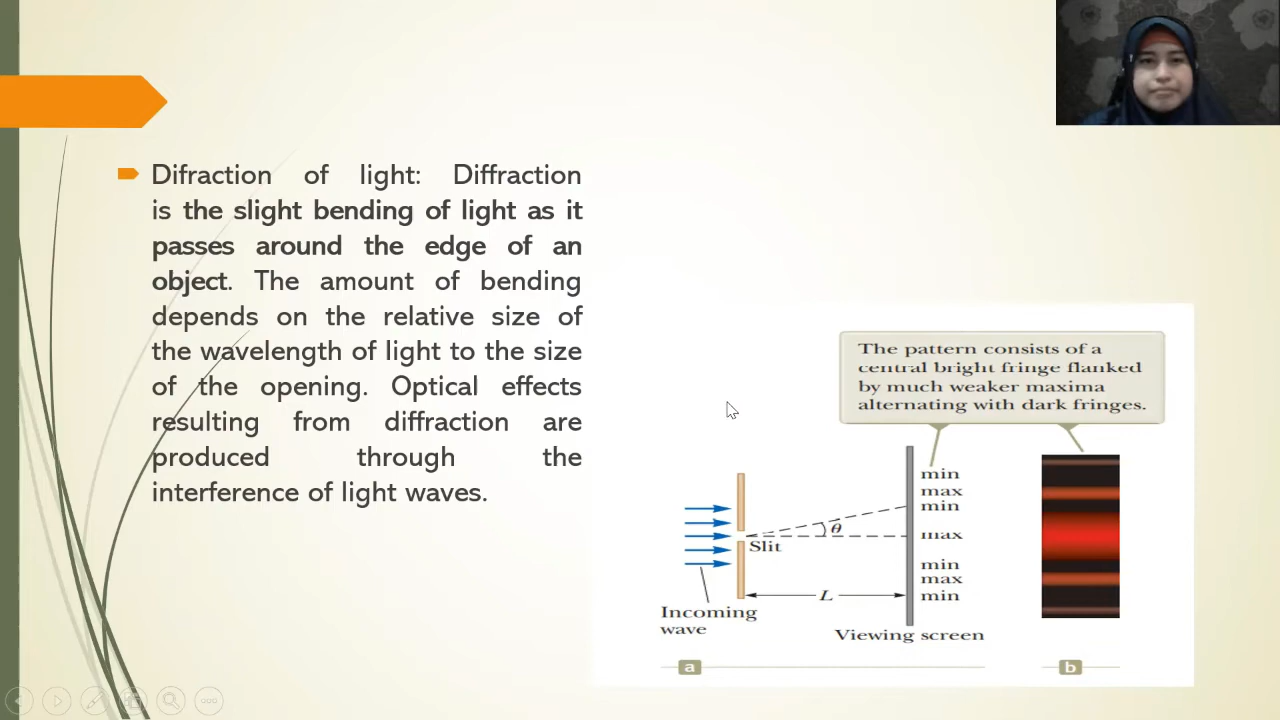 Difraction of light: Diffraction
is the slight bending of light as it
passes around the edge of an
object. The amount of bending
depends on the relative size of
the wavelength of light to the size
of the opening. Optical effects
resulting from diffraction are
produced through the
interference of light waves.
The pattern consists of a
central bright fringe flanked
by much weaker maxima
alternating with dark fringes.
min
max
min
θ
max
Slit
min
max
L
min
Incoming
wave
Viewing screen
a
b